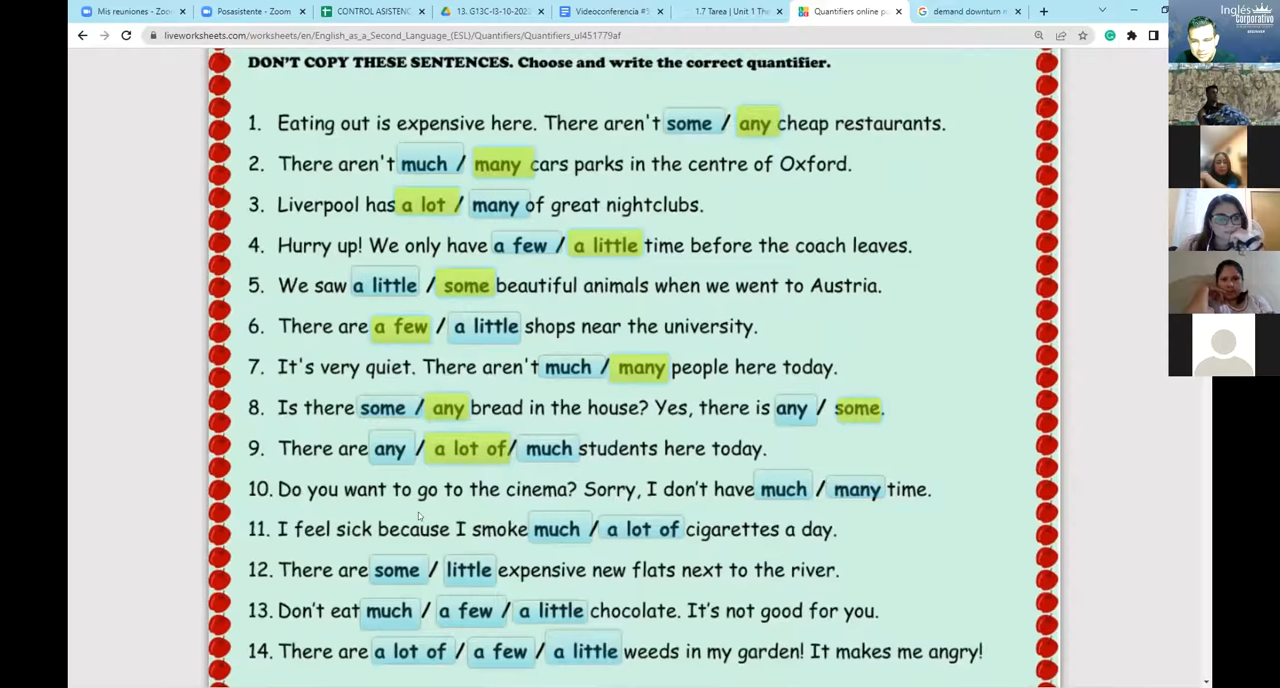 Mis reuniones - Zoo
Posasistente - Zoom
CONTROL ASISTENC
13. G13C-I3-10-2022
Videoconferencia #5
1.7 Tarea | Unit 1 The
Quantifiers online p
demand downturn m
liveworksheets.com/worksheets/en/English_as_a_Second_Language_(ESL)/Quantifiers/Quantifiers_ul451779af
Inglés
Corporativo
DON'T COPY THESE SENTENCES. Choose and write the correct quantifier.
1. Eating out is expensive here. There aren't some / any cheap restaurants.
2. There aren't much / many cars parks in the centre of Oxford.
3. Liverpool has a lot / many of great nightclubs.
4. Hurry up! We only have a few / a little time before the coach leaves.
5. We saw a little / some beautiful animals when we went to Austria.
6. There are a few / a little shops near the university.
7. It's very quiet. There aren't much / many people here today.
8. Is there some / any bread in the house? Yes, there is any / some.
9. There are any / a lot of/ much students here today.
10. Do you want to go to the cinema? Sorry, I don't have much / many time.
11. I feel sick because I smoke much / a lot of cigarettes a day.
12. There are some / little expensive new flats next to the river.
13. Don't eat much / a few / a little chocolate. It's not good for you.
14. There are a lot of / a few / a little weeds in my garden! It makes me angry!